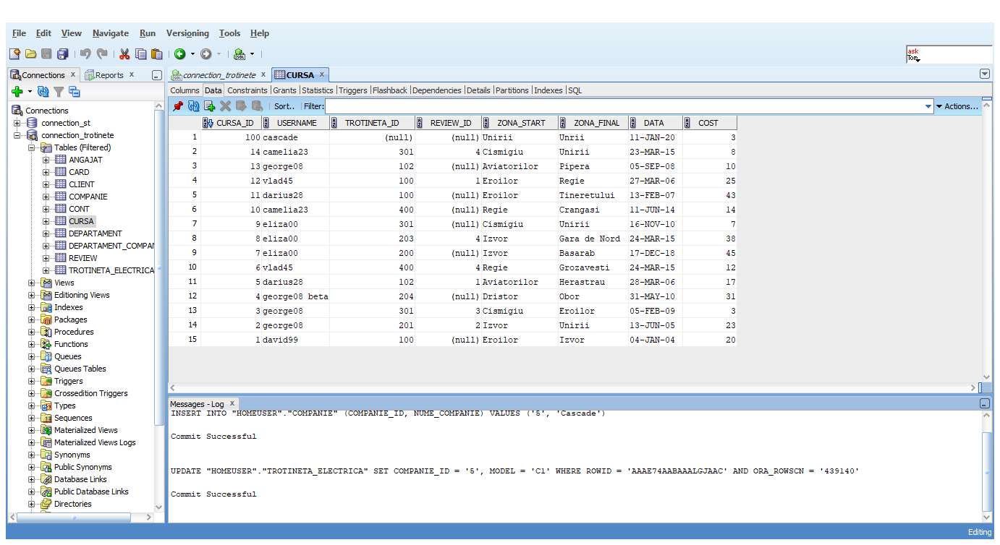 File Edit View Navigate Run Versioning Tools Help
ask
Tom
Connections x Reports x
connection_trotinete x CURSA x
Columns Data Constraints Grants Statistics Triggers Flashback Dependencies Details Partitions Indexes SQL
Sort.. Filter: Actions...
Connections
connection_st
connection_trotinete
Tables (Filtered)
ANGAJAT
CARD
CLIENT
COMPANIE
CONT
CURSA
DEPARTAMENT
DEPARTAMENT_COMPAN
REVIEW
TROTINETA_ELECTRICA
Views
Editioning Views
Indexes
Packages
Procedures
Functions
Queues
Queues Tables
Triggers
Crossedition Triggers
Types
Sequences
Materialized Views
Materialized Views Logs
Synonyms
Public Synonyms
Database Links
Public Database Links
Directories
CURSA_ID USERNAME TROTINETA_ID REVIEW_ID ZONA_START ZONA_FINAL DATA COST
1 100 cascade (null) (null) Unirii Unrii 11-JAN-20 3
2 14 camelia23 301 4 Cismigiu Unirii 23-MAR-15 8
3 13 george08 102 (null) Aviatorilor Pipera 05-SEP-08 10
4 12 vlad45 100 1 Eroilor Regie 27-MAR-06 25
5 11 darius28 100 (null) Eroilor Tineretului 13-FEB-07 43
6 10 camelia23 400 (null) Regie Crangasi 11-JUN-14 14
7 9 eliza00 301 (null) Cismigiu Unirii 16-NOV-10 7
8 8 eliza00 203 4 Izvor Gara de Nord 24-MAR-15 38
9 7 eliza00 200 (null) Izvor Basarab 17-DEC-18 45
10 6 vlad45 400 4 Regie Grozavesti 24-MAR-15 12
11 5 darius28 102 1 Aviatorilor Herastrau 28-MAR-06 17
12 4 george08 beta 204 (null) Dristor Obor 31-MAY-10 31
13 3 george08 301 3 Cismigiu Eroilor 05-FEB-09 3
14 2 george08 201 2 Izvor Unirii 13-JUN-05 23
15 1 david99 100 (null) Eroilor Izvor 04-JAN-04 20
Messages - Log x
INSERT INTO "HOMEUSER"."COMPANIE" (COMPANIE_ID, NUME_COMPANIE) VALUES ('5', 'Cascade')
Commit Successful
UPDATE "HOMEUSER"."TROTINETA_ELECTRICA" SET COMPANIE_ID = '5', MODEL = 'C1' WHERE ROWID = 'AAAE74AABAAALGJAAC' AND ORA_ROWSCN = '439140'
Commit Successful
Editing